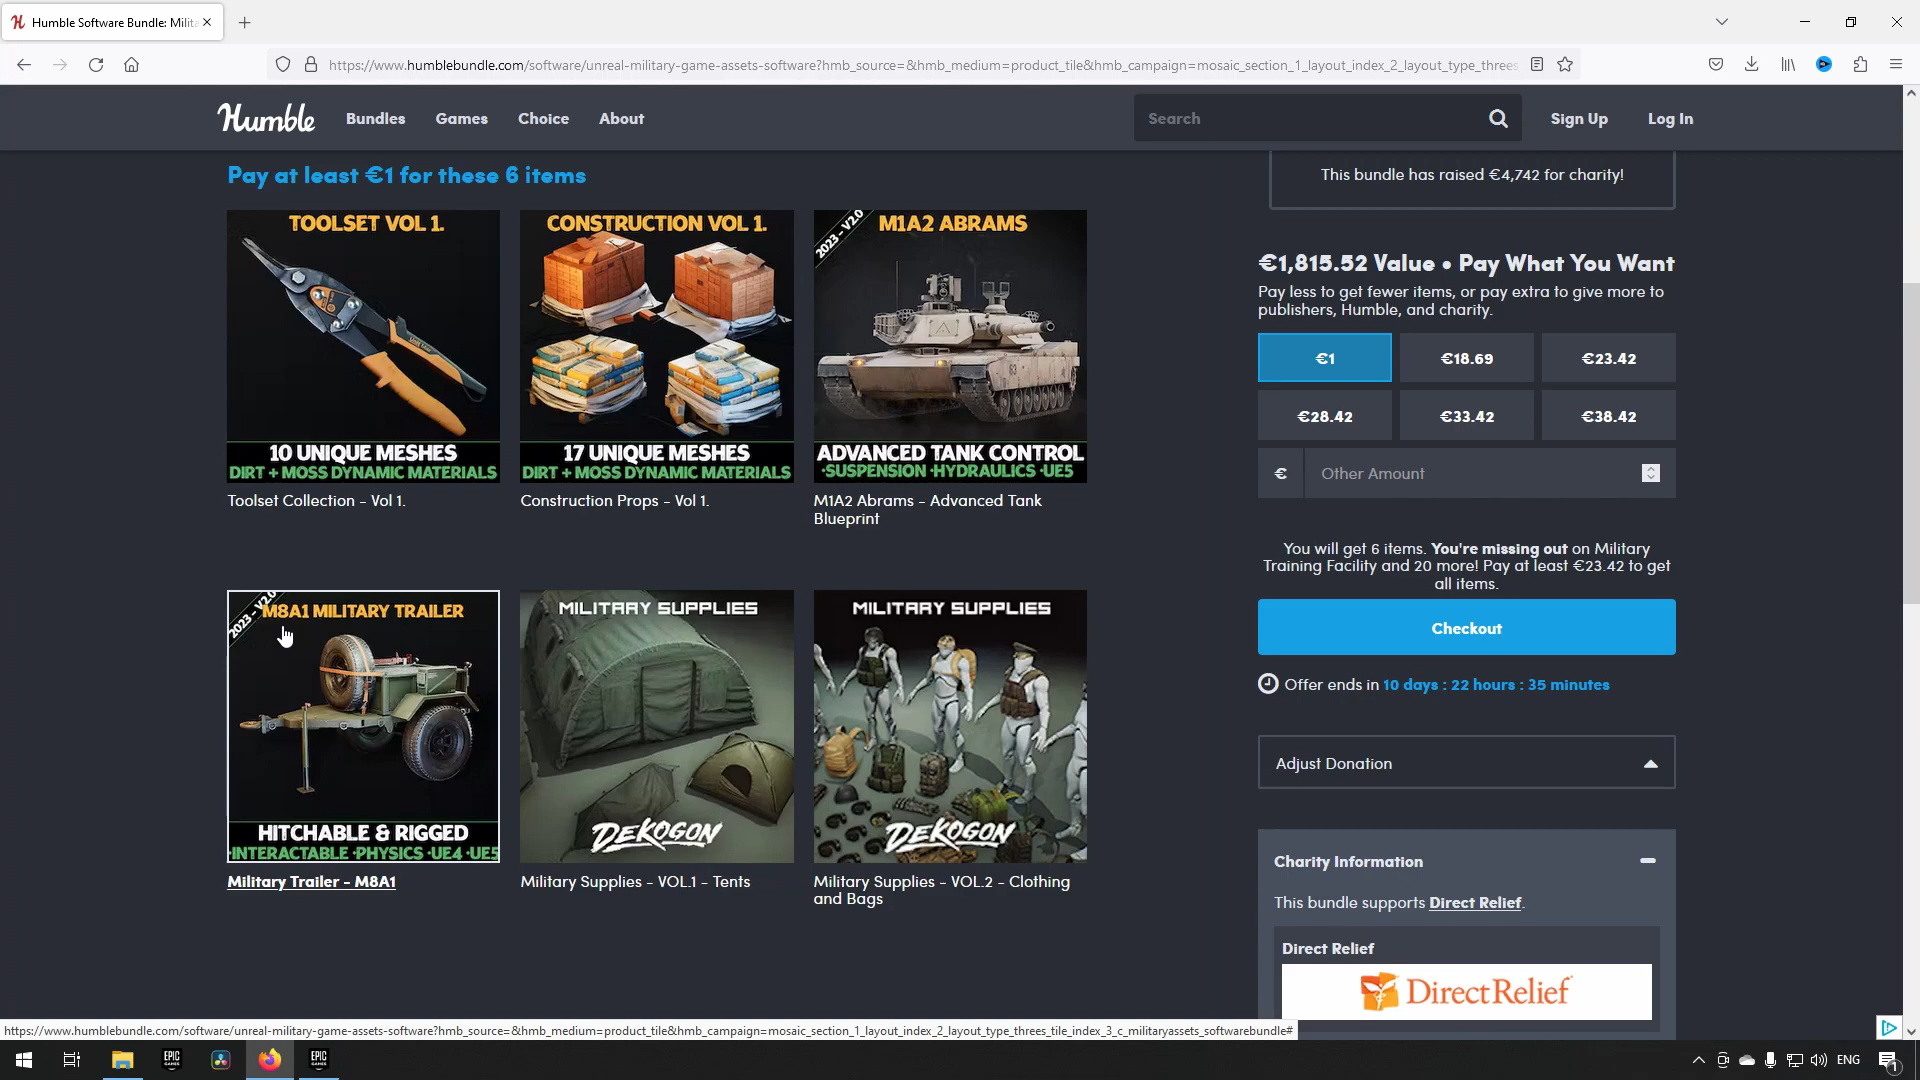 Humble Software Bundle: Milita
https://www.humblebundle.com/software/unreal-military-game-assets-software?hmb_source=&hmb_medium=product_tile&hmb_campaign=mosaic_section_1_layout_index_2_layout_type_threes
Humble
Bundles
Games
Choice
About
Search
Sign Up
Log In
Pay at least €1 for these 6 items
TOOLSET VOL 1.
10 UNIQUE MESHES
DIRT + MOSS DYNAMIC MATERIALS
Toolset Collection - Vol 1.
CONSTRUCTION VOL 1.
17 UNIQUE MESHES
DIRT + MOSS DYNAMIC MATERIALS
Construction Props - Vol 1.
2023 - V2.0
M1A2 ABRAMS
ADVANCED TANK CONTROL
·SUSPENSION ·HYDRAULICS ·UE5
M1A2 Abrams - Advanced Tank
Blueprint
2023 - V2.0
M8A1 MILITARY TRAILER
HITCHABLE & RIGGED
·INTERACTABLE ·PHYSICS ·UE4 ·UE5
Military Trailer - M8A1
MILITARY SUPPLIES
DEKOGON
Military Supplies - VOL.1 - Tents
MILITARY SUPPLIES
DEKOGON
Military Supplies - VOL.2 - Clothing
and Bags
This bundle has raised €4,742 for charity!
€1,815.52 Value • Pay What You Want
Pay less to get fewer items, or pay extra to give more to
publishers, Humble, and charity.
€1
€18.69
€23.42
€28.42
€33.42
€38.42
€
Other Amount
You will get 6 items. You're missing out on Military
Training Facility and 20 more! Pay at least €23.42 to get
all items.
Checkout
Offer ends in 10 days : 22 hours : 35 minutes
Adjust Donation
Charity Information
This bundle supports Direct Relief.
Direct Relief
DirectRelief
https://www.humblebundle.com/software/unreal-military-game-assets-software?hmb_source=&hmb_medium=product_tile&hmb_campaign=mosaic_section_1_layout_index_2_layout_type_threes_tile_index_3_c_militaryassets_softwarebundle#
EPIC
GAMES
EPIC
GAMES
ENG
1